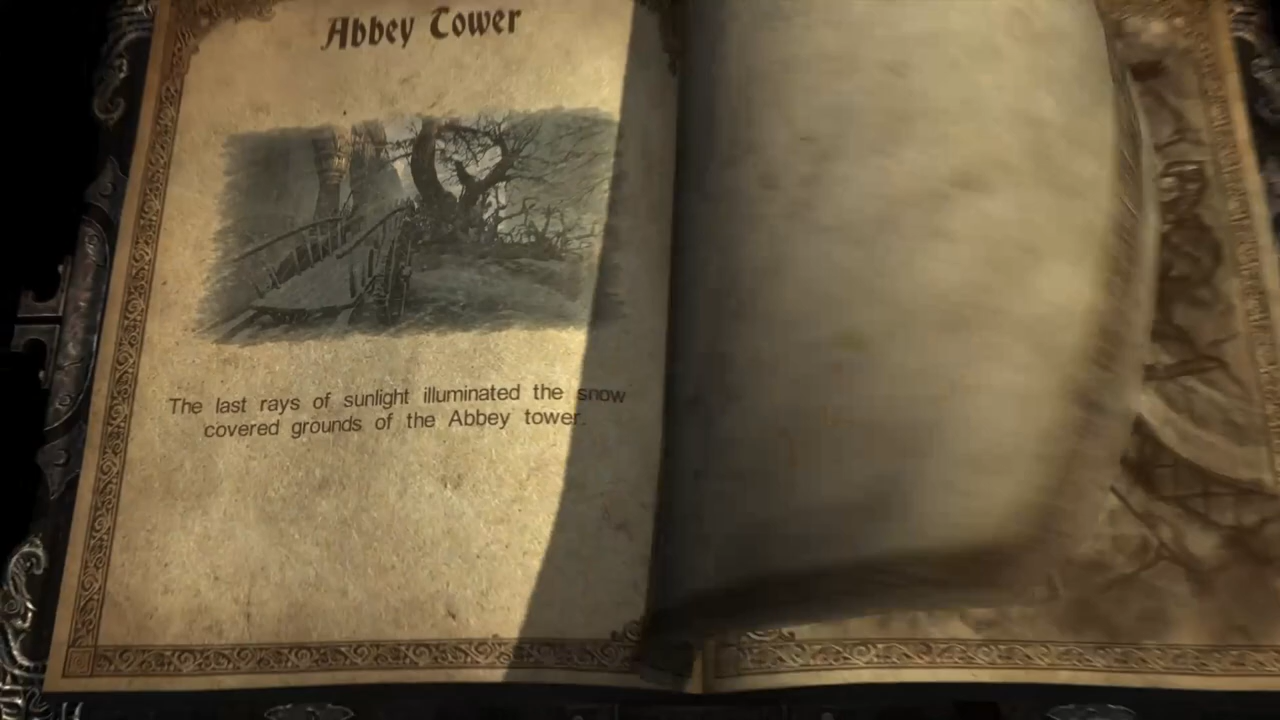 Abbey Tower
The last rays of sunlight illuminated the snow
covered grounds of the Abbey tower.